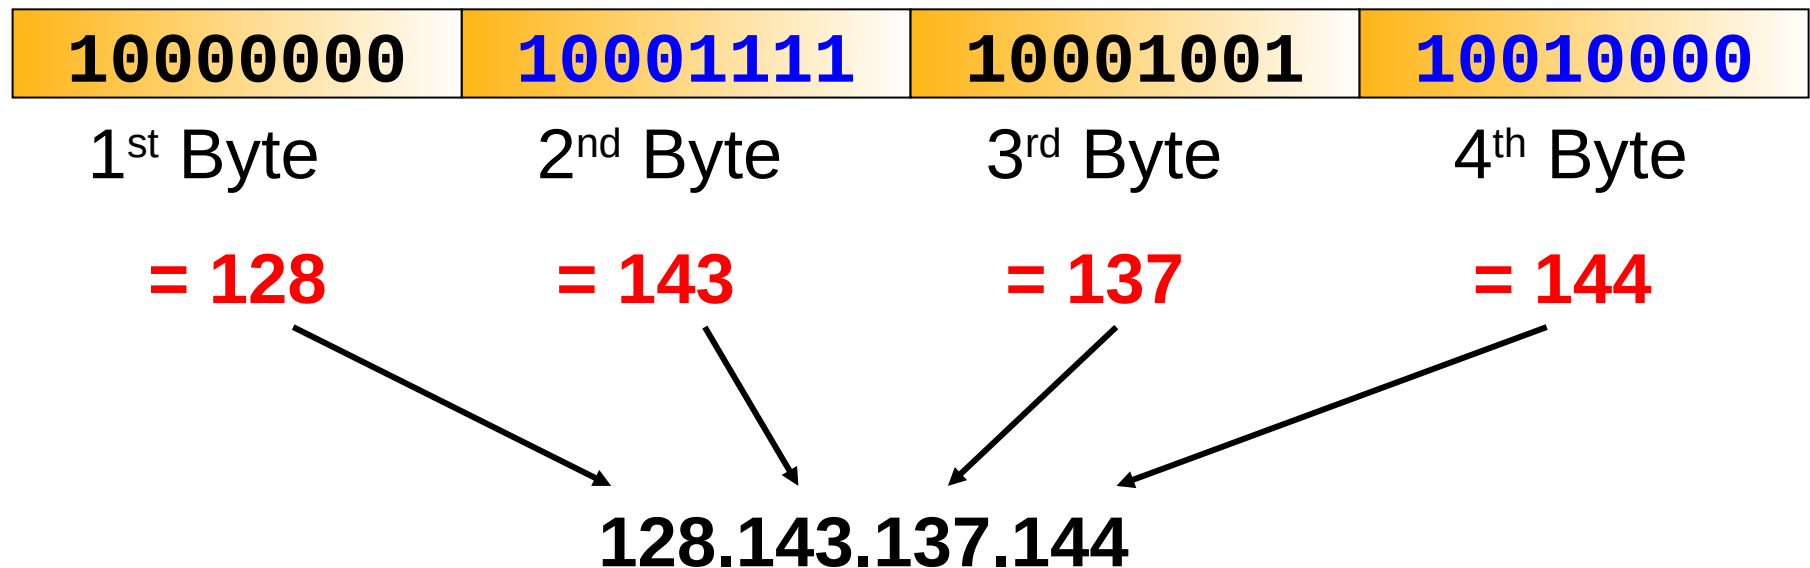 10000000 10001111 10001001 10010000
1st Byte 2nd Byte 3rd Byte 4th Byte
= 128 = 143 = 137 = 144
128.143.137.144